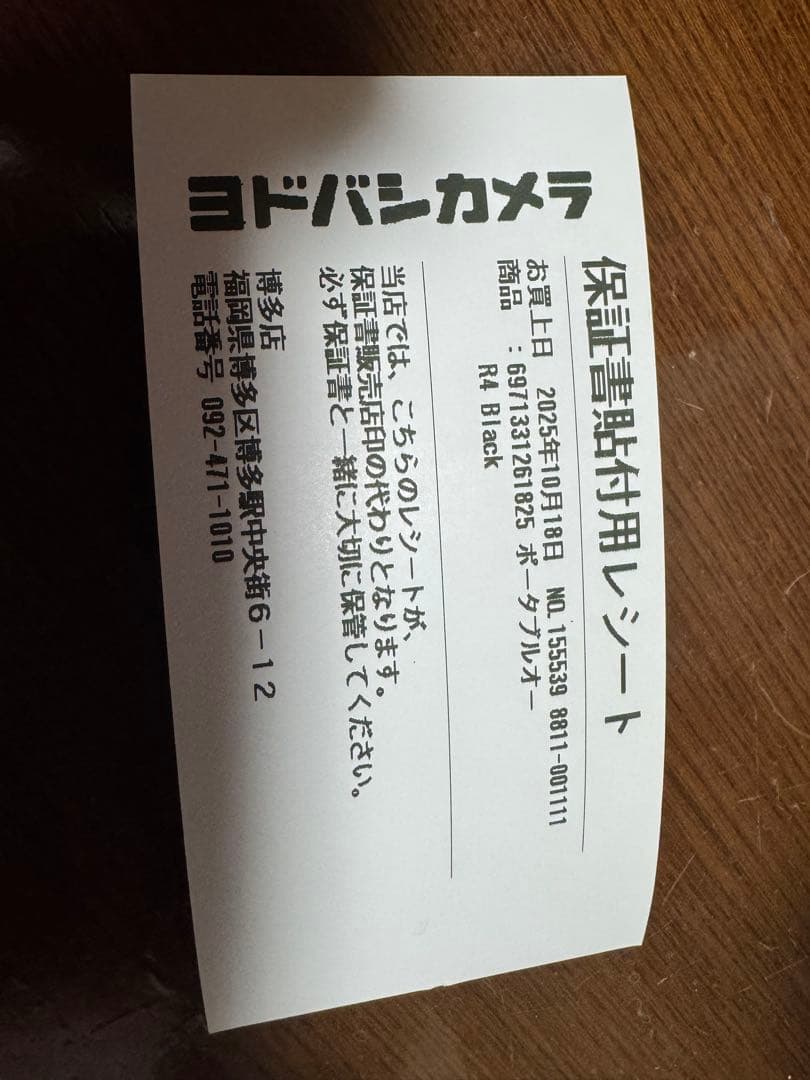 ヨドバシカメラ
保証書貼付用レシート
お買上日 2025年10月18日 NO.155539 8811-001111
商品 :6971331261825 ポータブルオー
R4 Black
当店では、こちらのレシートが、
保証書販売店印の代わりとなります。
必ず保証書と一緒に大切に保管してください。
博多店
福岡県博多区博多駅中央街6-12
電話番号 092-471-1010